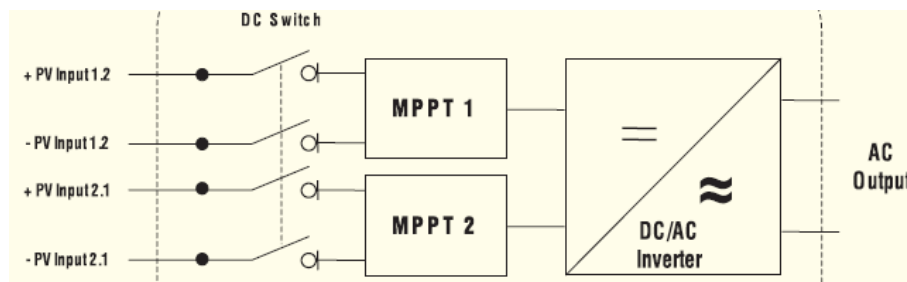 DC Switch
+ PV Input 1.2
- PV Input 1.2
+ PV Input 2.1
- PV Input 2.1
MPPT 1
MPPT 2
DC/AC
Inverter
AC
Output